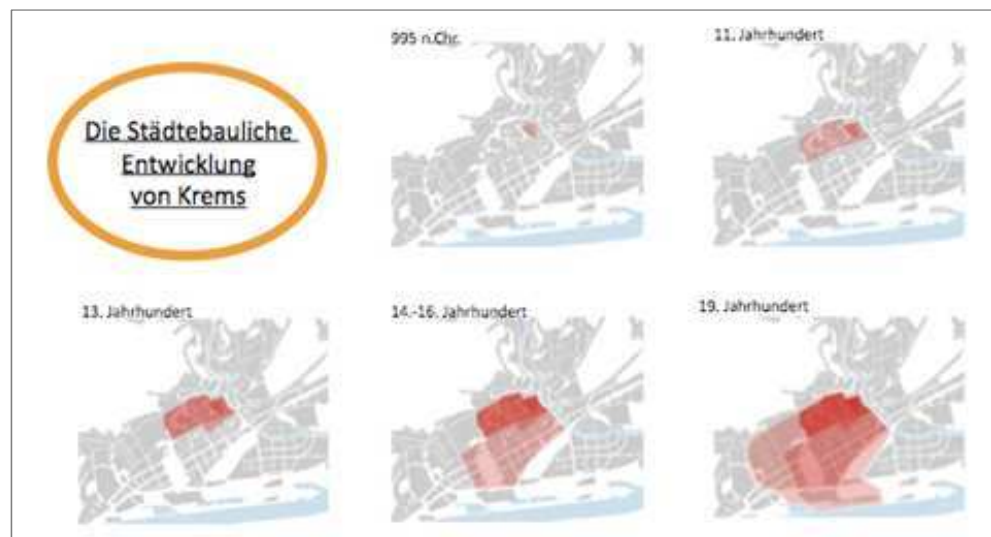 Die Städtebauliche
Entwicklung
von Krems
995 n.Chr.
11. Jahrhundert
13. Jahrhundert
14.-16. Jahrhundert
19. Jahrhundert